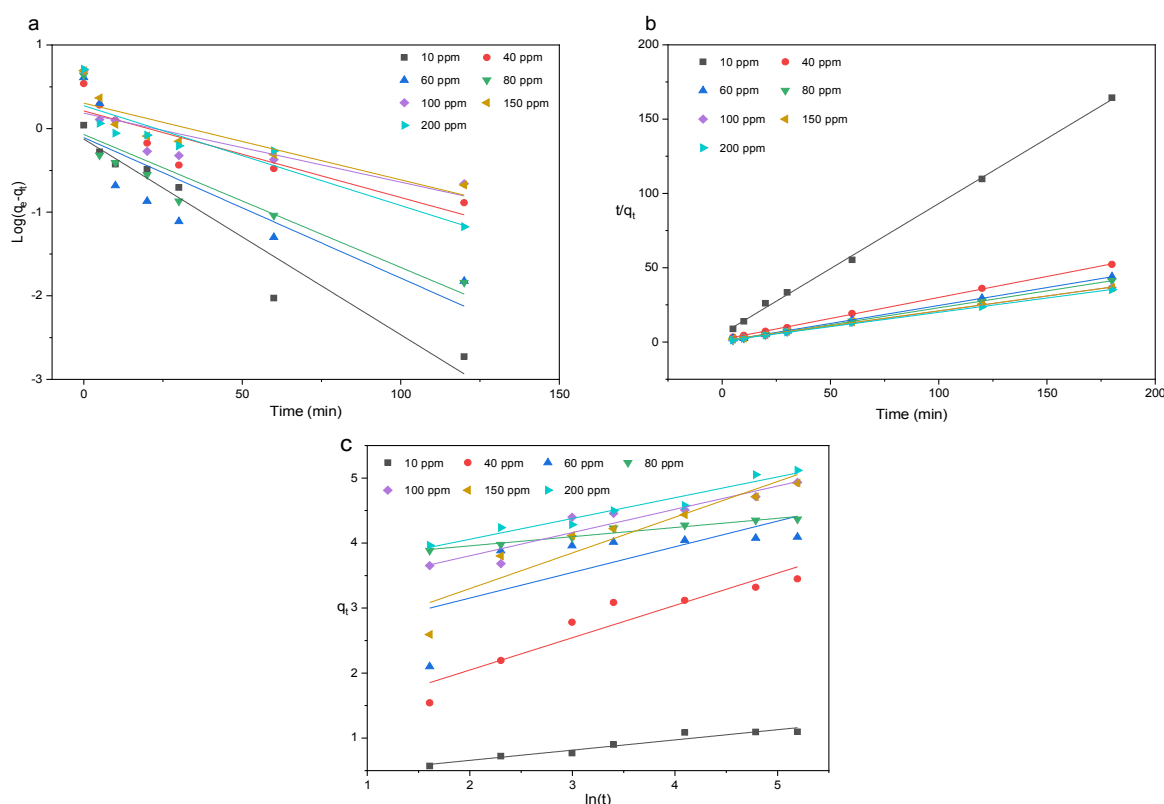 a
10 ppm 40 ppm
60 ppm 80 ppm
100 ppm 150 ppm
200 ppm
1
0
-1
-2
-3
Log(qe-qt)
0 50 100 150
Time (min)
b
10 ppm 40 ppm
60 ppm 80 ppm
100 ppm 150 ppm
200 ppm
200
150
100
50
0
t/qt
0 50 100 150 200
Time (min)
c
10 ppm 40 ppm 60 ppm 80 ppm
100 ppm 150 ppm 200 ppm
5
4
3
2
1
qt
1 2 3 4 5
ln(t)